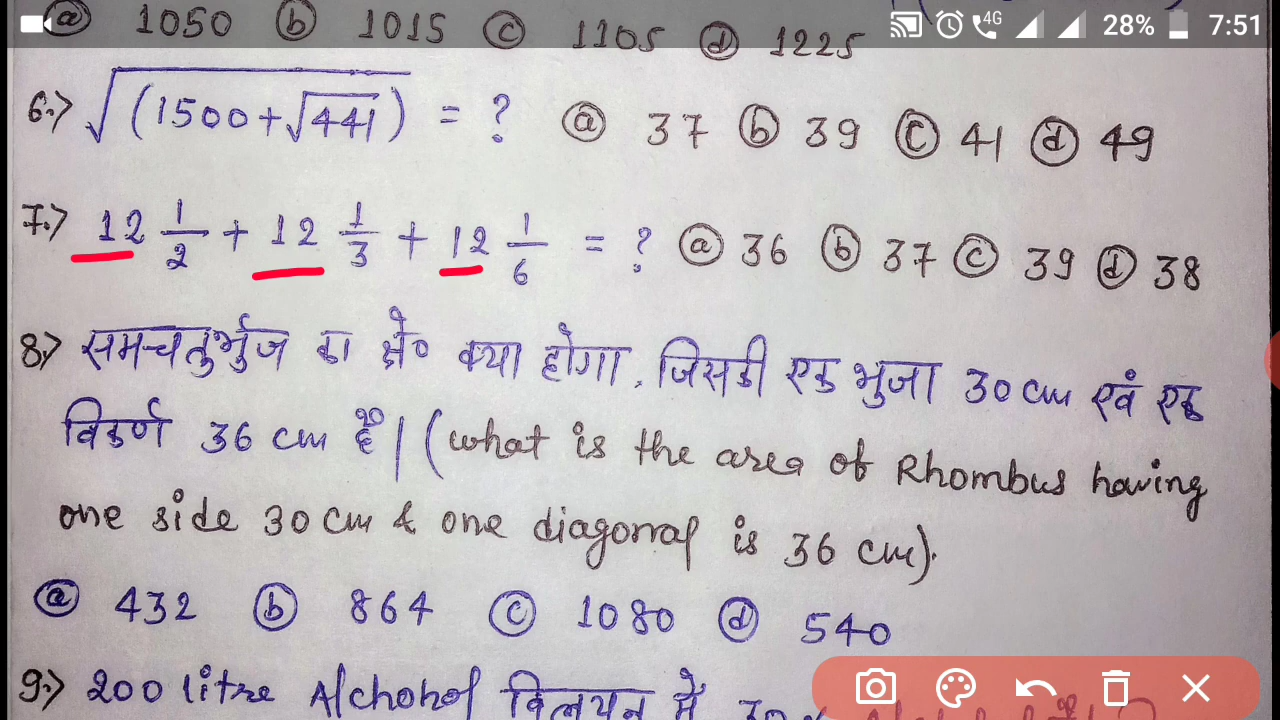 ⓐ 1050 ⓑ 1015 ⓒ 1105 ⓓ 1225
4G 28% 7:51
6.> √(1500+√441) = ? ⓐ 37 ⓑ 39 ⓒ 41 ⓓ 49
7.> 12 1/2 + 12 1/3 + 12 1/6 = ? ⓐ 36 ⓑ 37 ⓒ 39 ⓓ 38
8.> समचतुर्भुज का क्षे० क्या होगा, जिसकी एक भुजा 30 cm एवं एक
विकर्ण 36 cm है| (what is the area of Rhombus having
one side 30 cm & one diagonal is 36 cm).
ⓐ 432 ⓑ 864 ⓒ 1080 ⓓ 540
9.> 200 litre Alchohol विलयन में